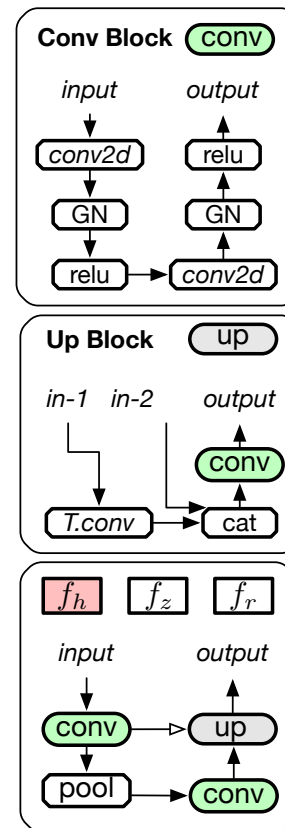 Conv Block conv
input output
conv2d relu
GN GN
relu conv2d
Up Block up
in-1 in-2 output
conv
T.conv cat
f_h f_z f_r
input output
conv up
pool conv